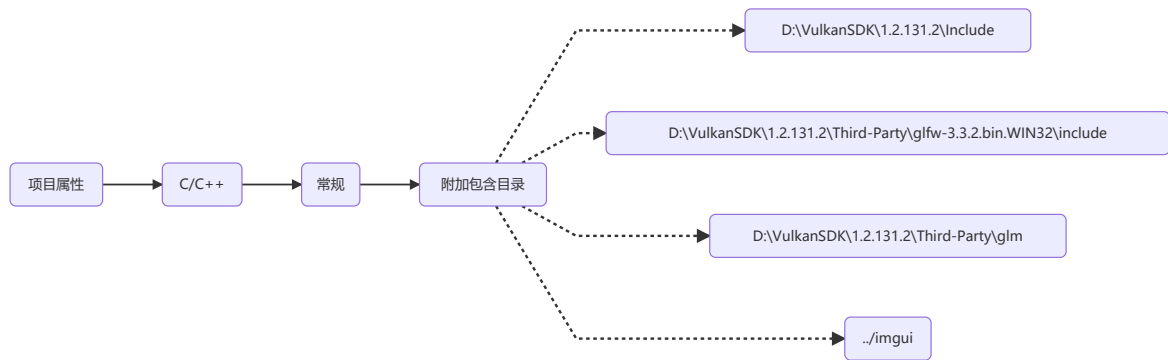 项目属性
C/C++
常规
附加包含目录
D:\VulkanSDK\1.2.131.2\Include
D:\VulkanSDK\1.2.131.2\Third-Party\glfw-3.3.2.bin.WIN32\include
D:\VulkanSDK\1.2.131.2\Third-Party\glm
../imgui